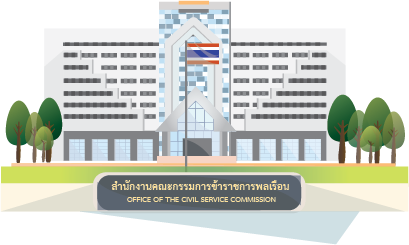 สำนักงานคณะกรรมการข้าราชการพลเรือน
OFFICE OF THE CIVIL SERVICE COMMISSION